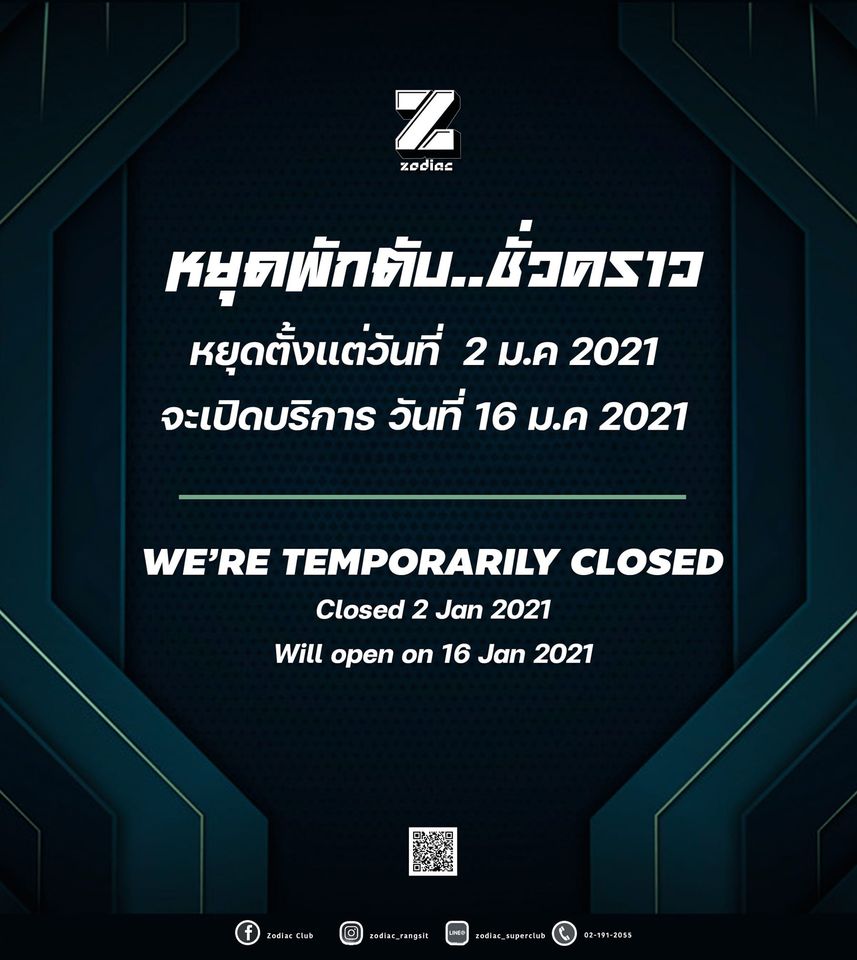 Z
zodiac
หยุดพักตับ..ชั่วคราว
หยุดตั้งแต่วันที่ 2 ม.ค 2021
จะเปิดบริการ วันที่ 16 ม.ค 2021
WE'RE TEMPORARILY CLOSED
Closed 2 Jan 2021
Will open on 16 Jan 2021
Zodiac Club zodiac_rangsit LINE@ zodiac_superclub 02-191-2055